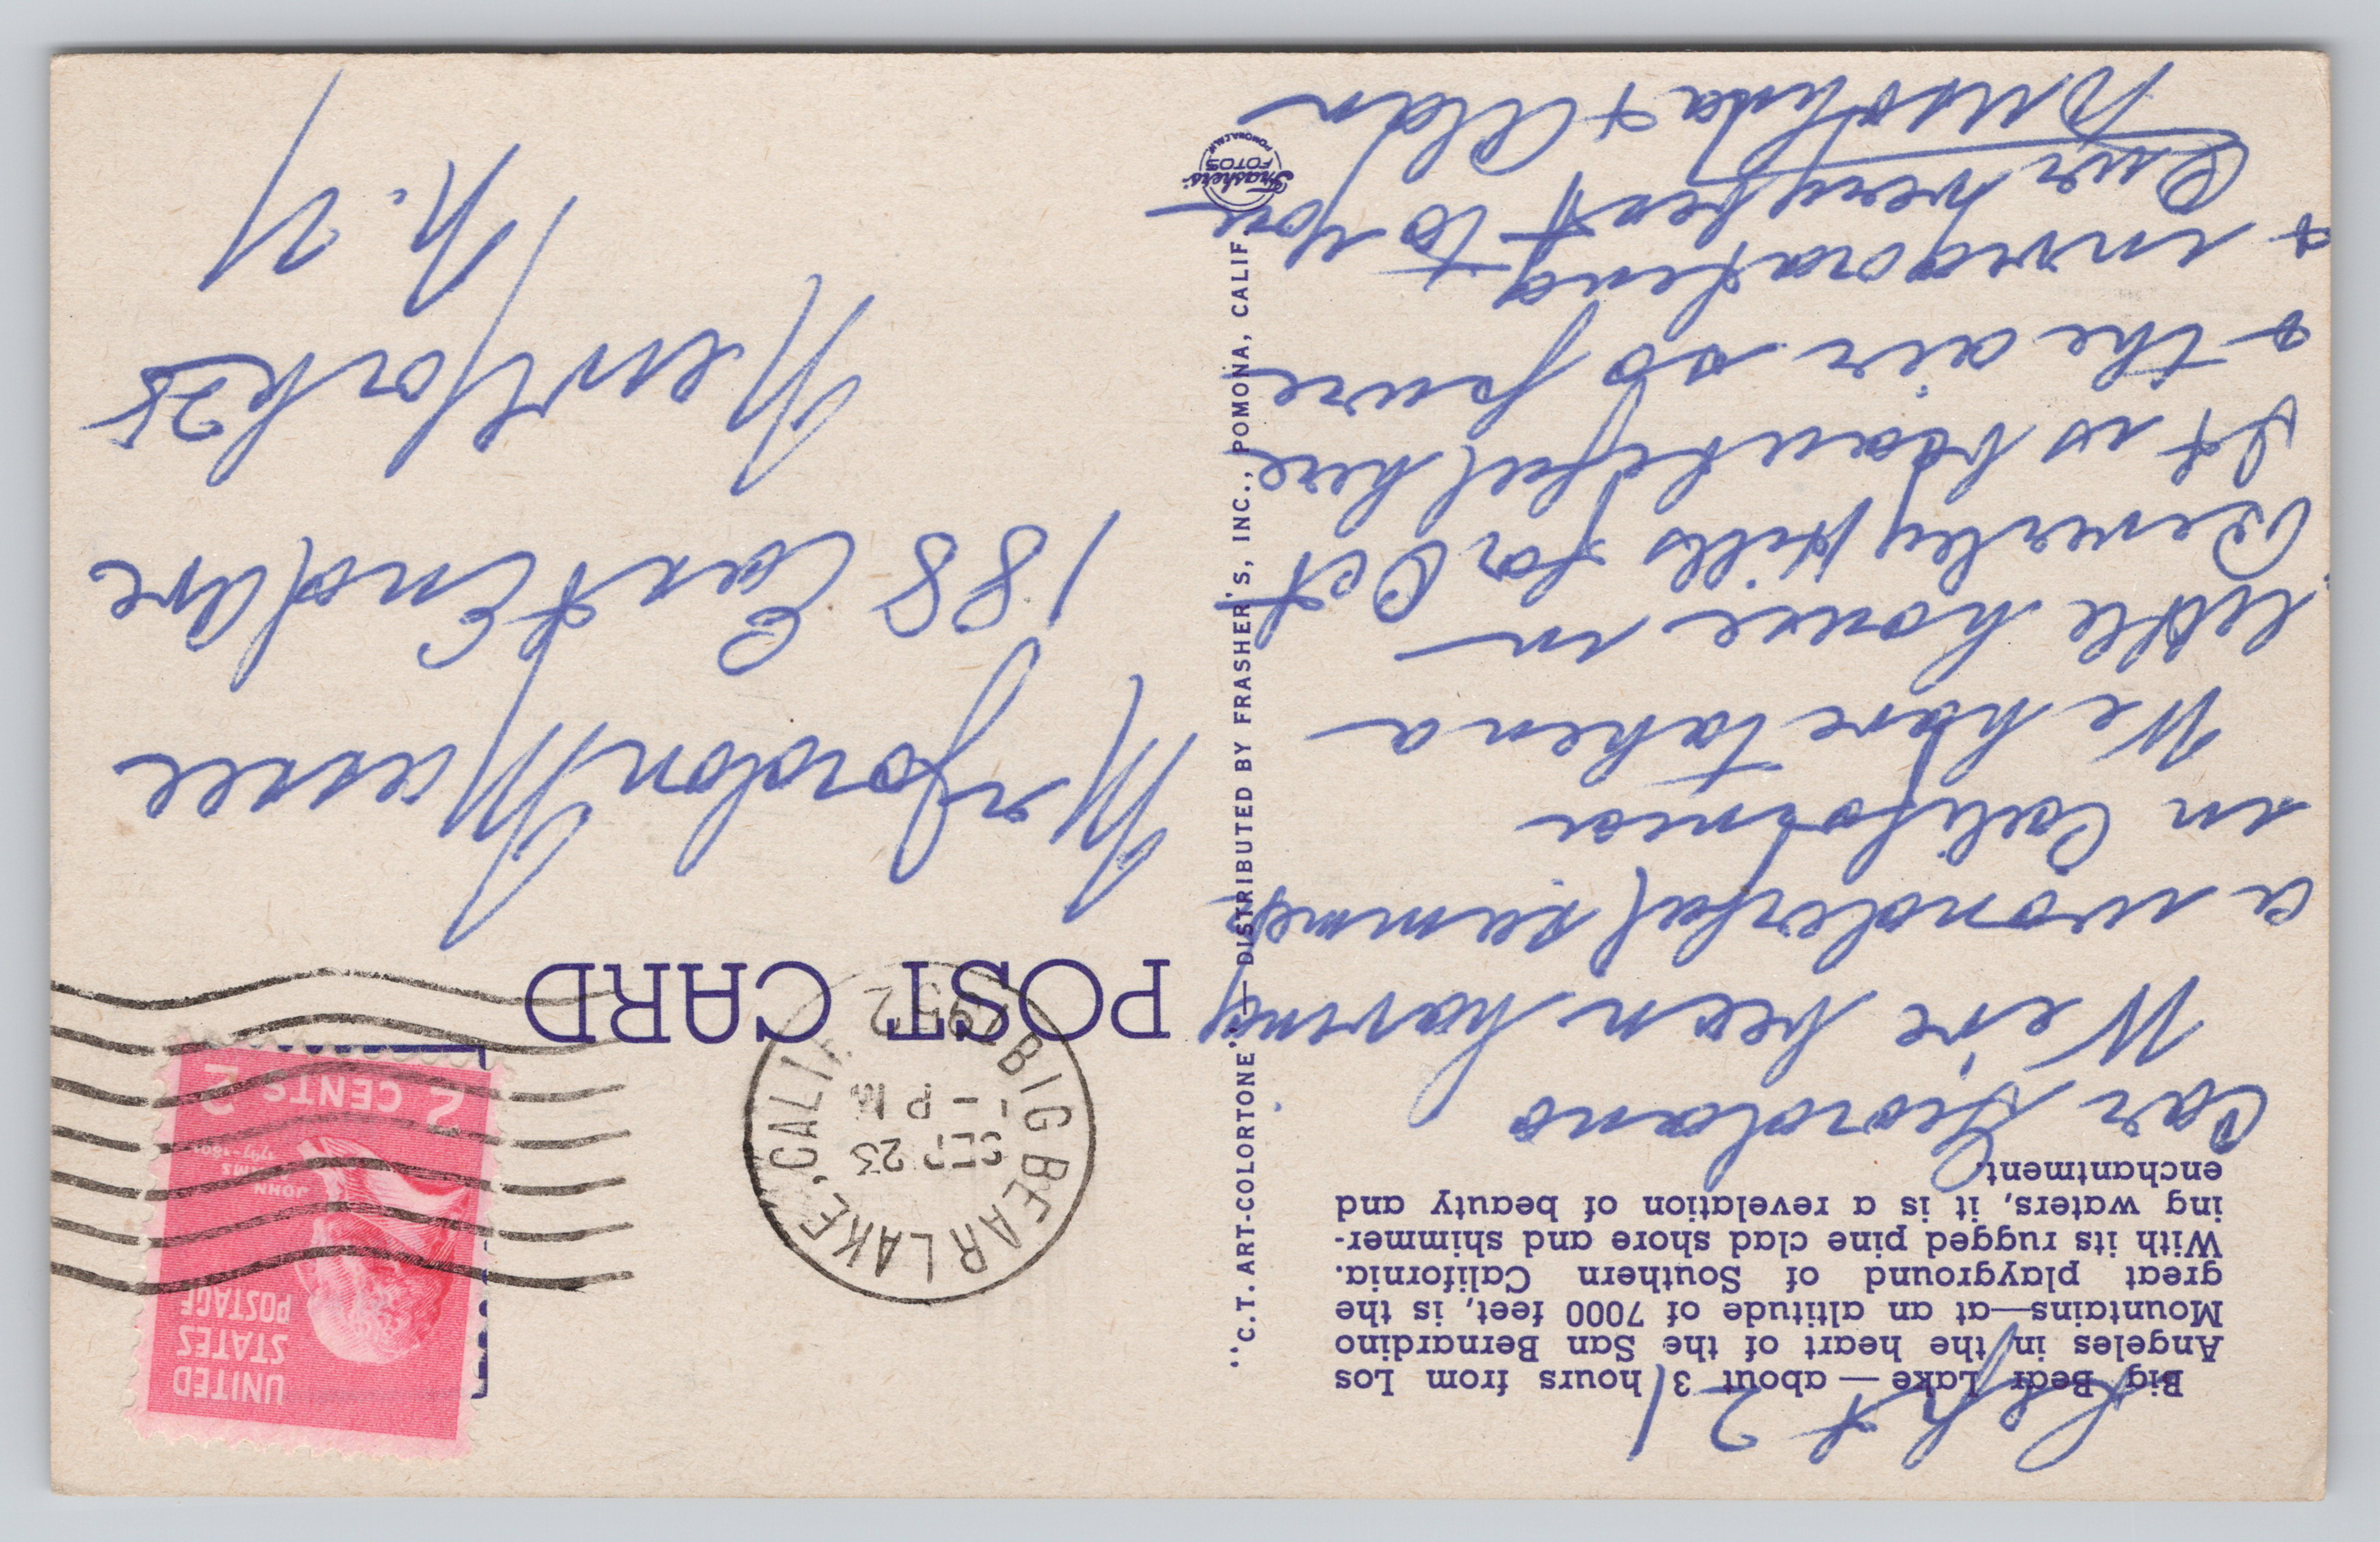 Sept 21
Big Bear Lake — about 3 hours from Los
Angeles in the heart of the San Bernardino
Mountains—at an altitude of 7000 feet, is the
great playground of Southern California.
With its rugged pine clad shore and shimmer-
ing waters, it is a revelation of beauty and
enchantment.
Car Giordano
We've been having
a wonderful summer
in California
We have taken a
little house in
Beverley Hills for Oct
It is beautiful here
& the air so pure
& invigorating
Our very best to you
& Alan
"C.T. ART-COLORTONE" — DISTRIBUTED BY FRASHER'S, INC., POMONA, CALIF.
Frashers'
FOTOS
POMONA, CALIF.
BIG BEAR LAKE, CALIF.
SEP 23
1 - PM
1952
UNITED
STATES
POSTAGE
JOHN
ADAMS
1797-1801
2 CENTS 2
POST CARD
Mr Jordon Massee
188 East End Ave
New York 28
N.Y